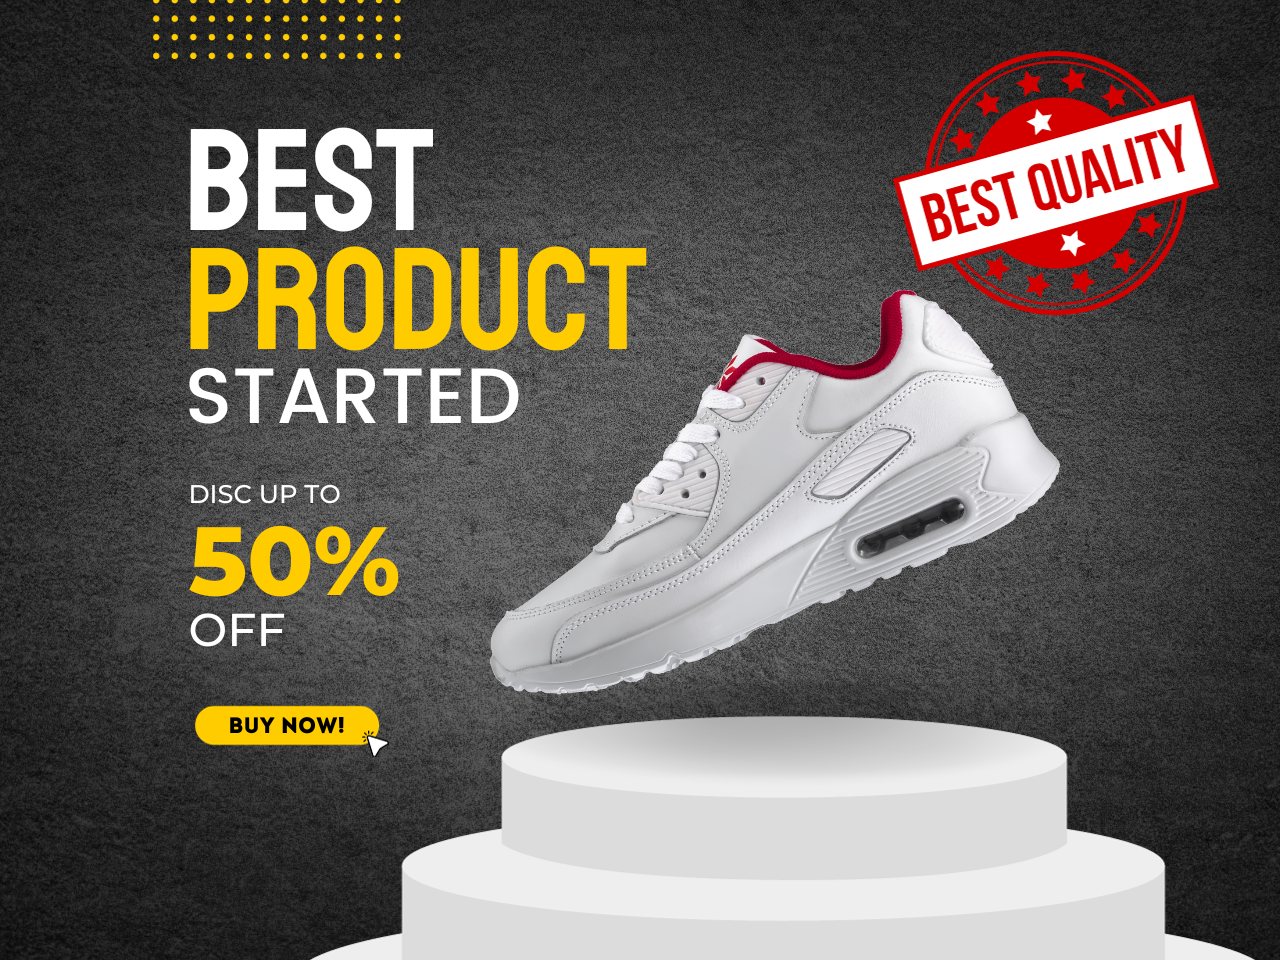 BEST
PRODUCT
STARTED
DISC UP TO
50%
OFF
BUY NOW!
BEST QUALITY